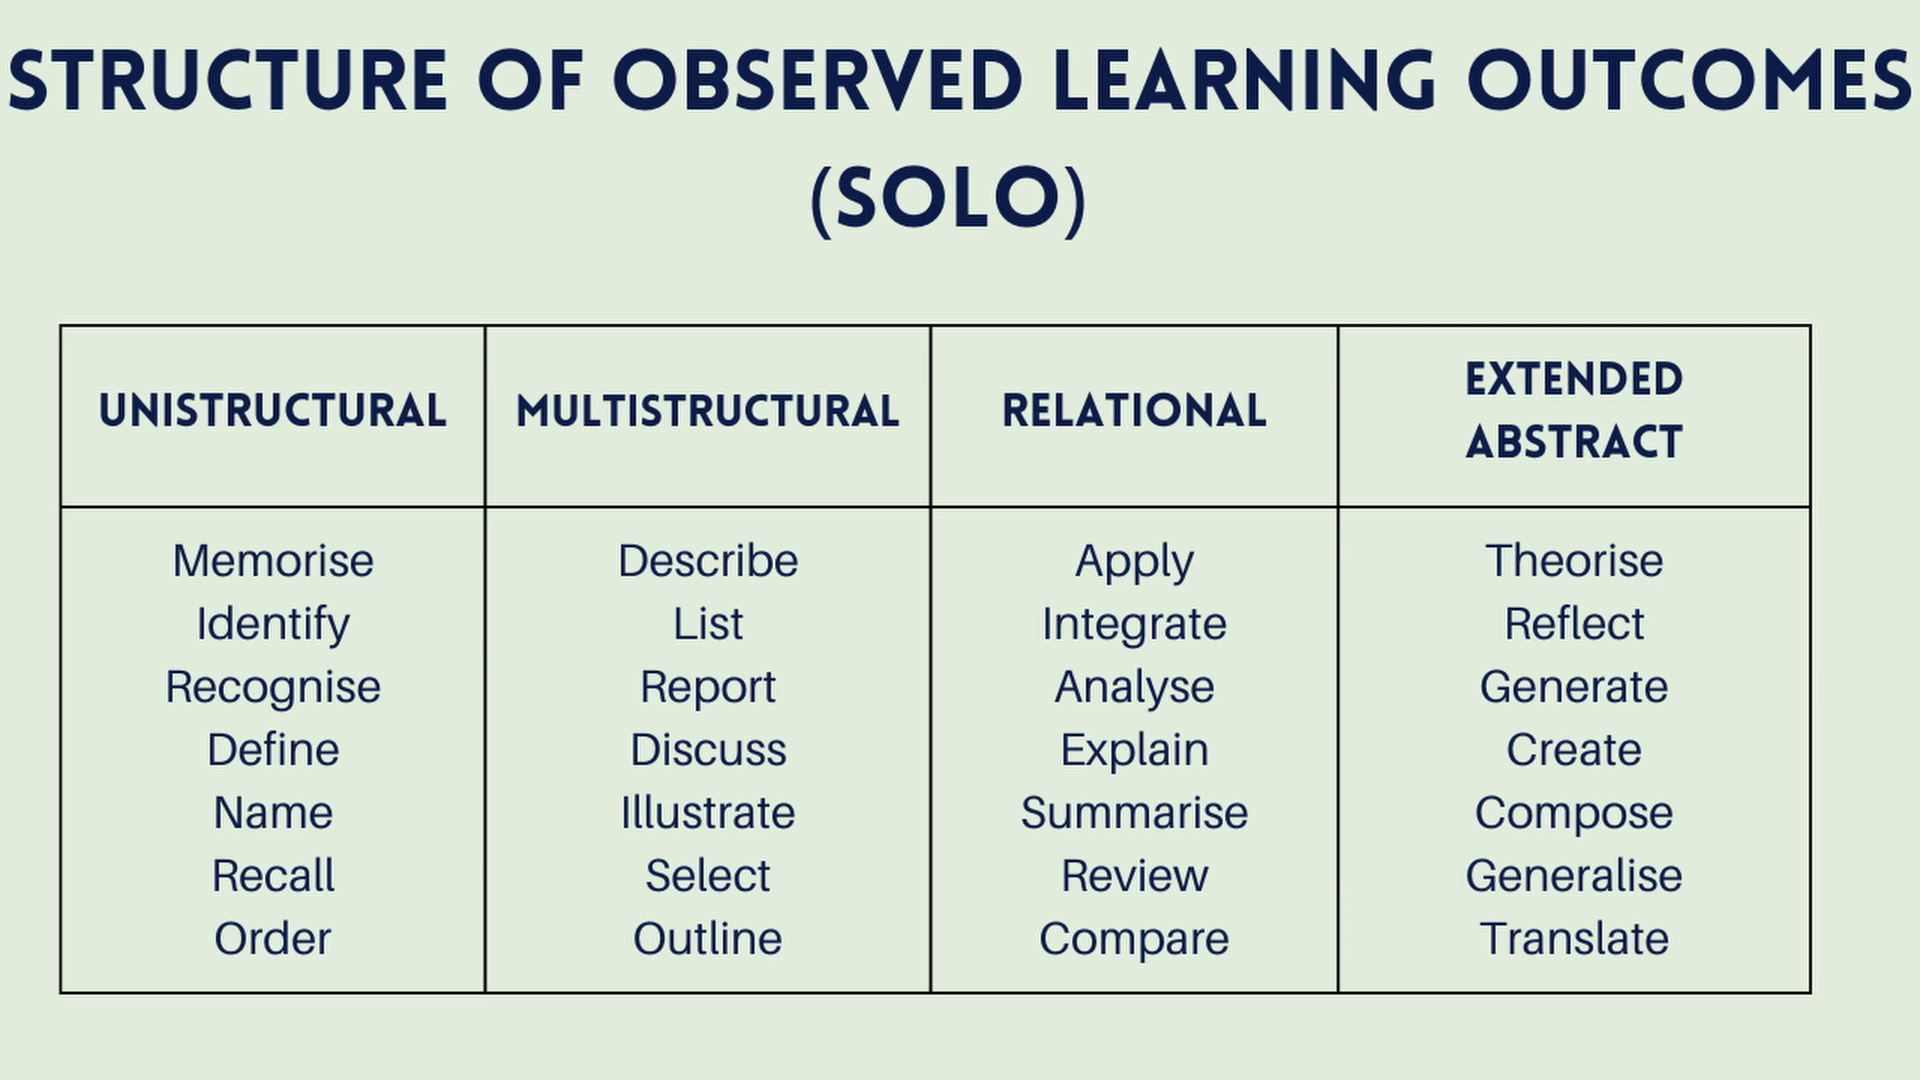 STRUCTURE OF OBSERVED LEARNING OUTCOMES
(SOLO)
UNISTRUCTURAL
MULTISTRUCTURAL
RELATIONAL
EXTENDED
ABSTRACT
Memorise
Identify
Recognise
Define
Name
Recall
Order
Describe
List
Report
Discuss
Illustrate
Select
Outline
Apply
Integrate
Analyse
Explain
Summarise
Review
Compare
Theorise
Reflect
Generate
Create
Compose
Generalise
Translate